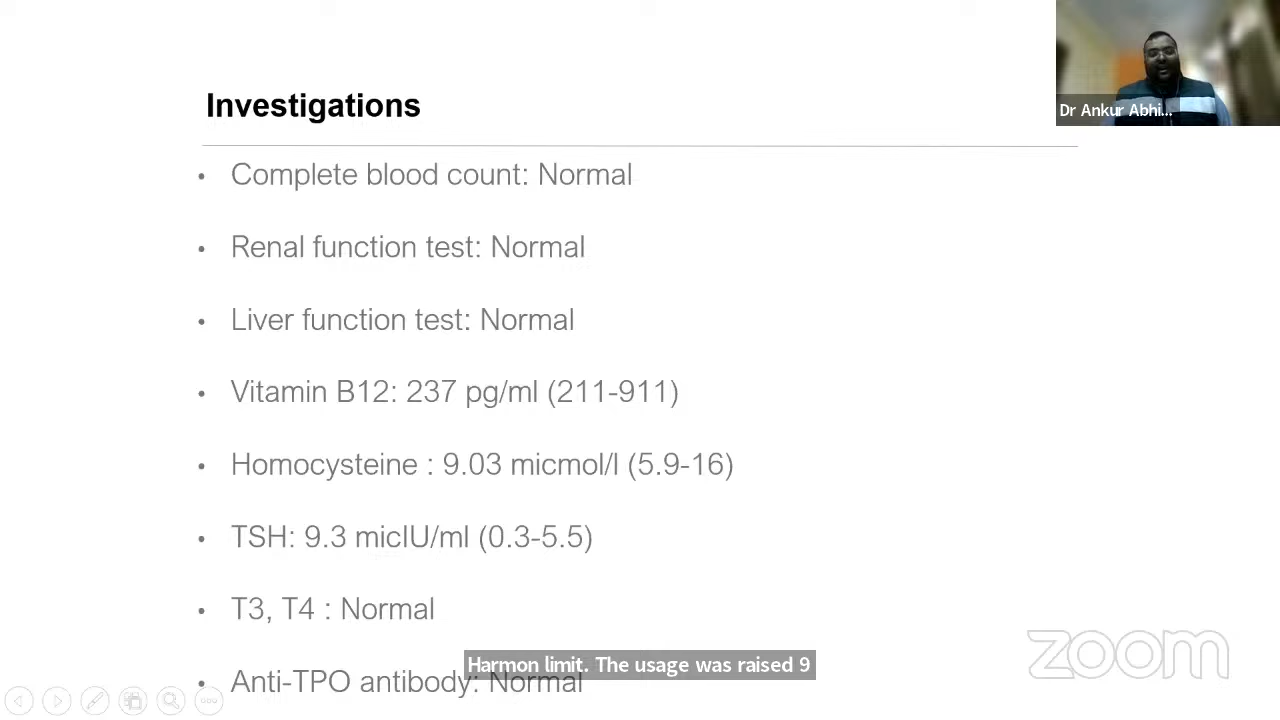 Investigations
Dr Ankur Abhi...
• Complete blood count: Normal
• Renal function test: Normal
• Liver function test: Normal
• Vitamin B12: 237 pg/ml (211-911)
• Homocysteine : 9.03 micmol/l (5.9-16)
• TSH: 9.3 micIU/ml (0.3-5.5)
• T3, T4 : Normal
Harmon limit. The usage was raised 9
zoom
• Anti-TPO antibody: Normal